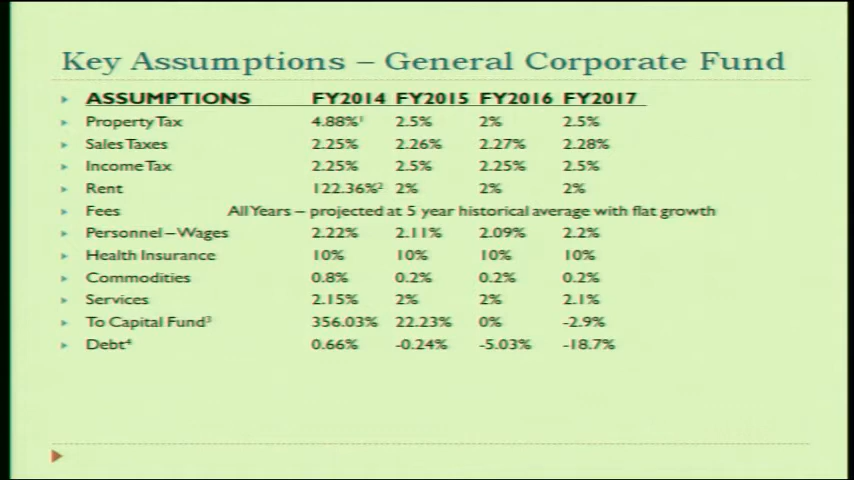 Key Assumptions – General Corporate Fund
ASSUMPTIONS FY2014 FY2015 FY2016 FY2017
Property Tax 4.88%¹ 2.5% 2% 2.5%
Sales Taxes 2.25% 2.26% 2.27% 2.28%
Income Tax 2.25% 2.5% 2.25% 2.5%
Rent 122.36%² 2% 2% 2%
Fees All Years – projected at 5 year historical average with flat growth
Personnel – Wages 2.22% 2.11% 2.09% 2.2%
Health Insurance 10% 10% 10% 10%
Commodities 0.8% 0.2% 0.2% 0.2%
Services 2.15% 2% 2% 2.1%
To Capital Fund³ 356.03% 22.23% 0% -2.9%
Debt⁴ 0.66% -0.24% -5.03% -18.7%